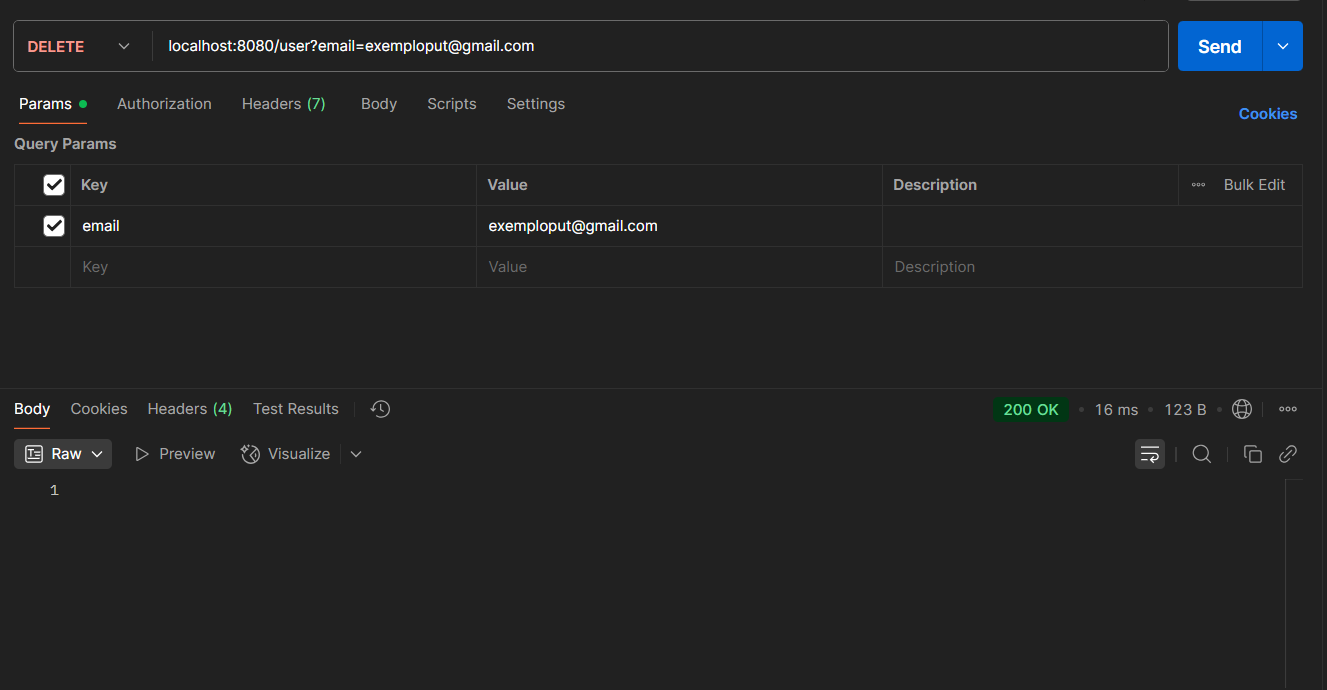 DELETE localhost:8080/user?email=exemploput@gmail.com Send
Params Authorization Headers (7) Body Scripts Settings
Cookies
Query Params
Key Value Description Bulk Edit
email exemploput@gmail.com
Key Value Description
Body Cookies Headers (4) Test Results 200 OK 16 ms 123 B
Raw Preview Visualize
1